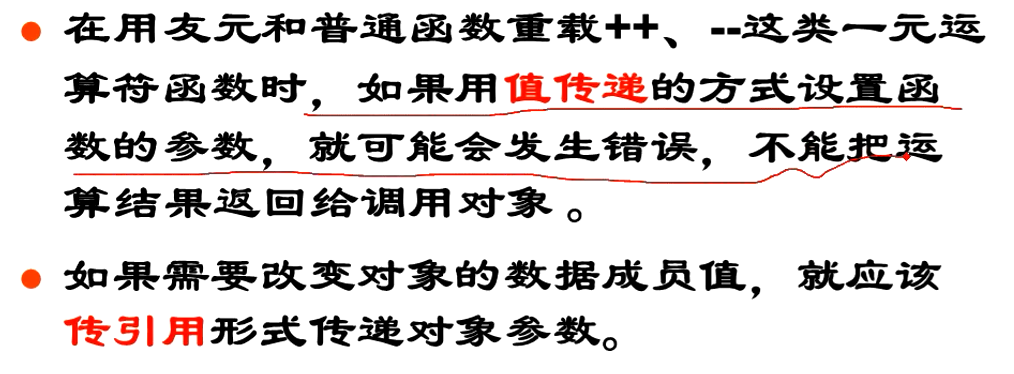 在用友元和普通函数重载++、--这类一元运
算符函数时，如果用值传递的方式设置函
数的参数，就可能会发生错误，不能把运
算结果返回给调用对象。
如果需要改变对象的数据成员值，就应该
传引用形式传递对象参数。